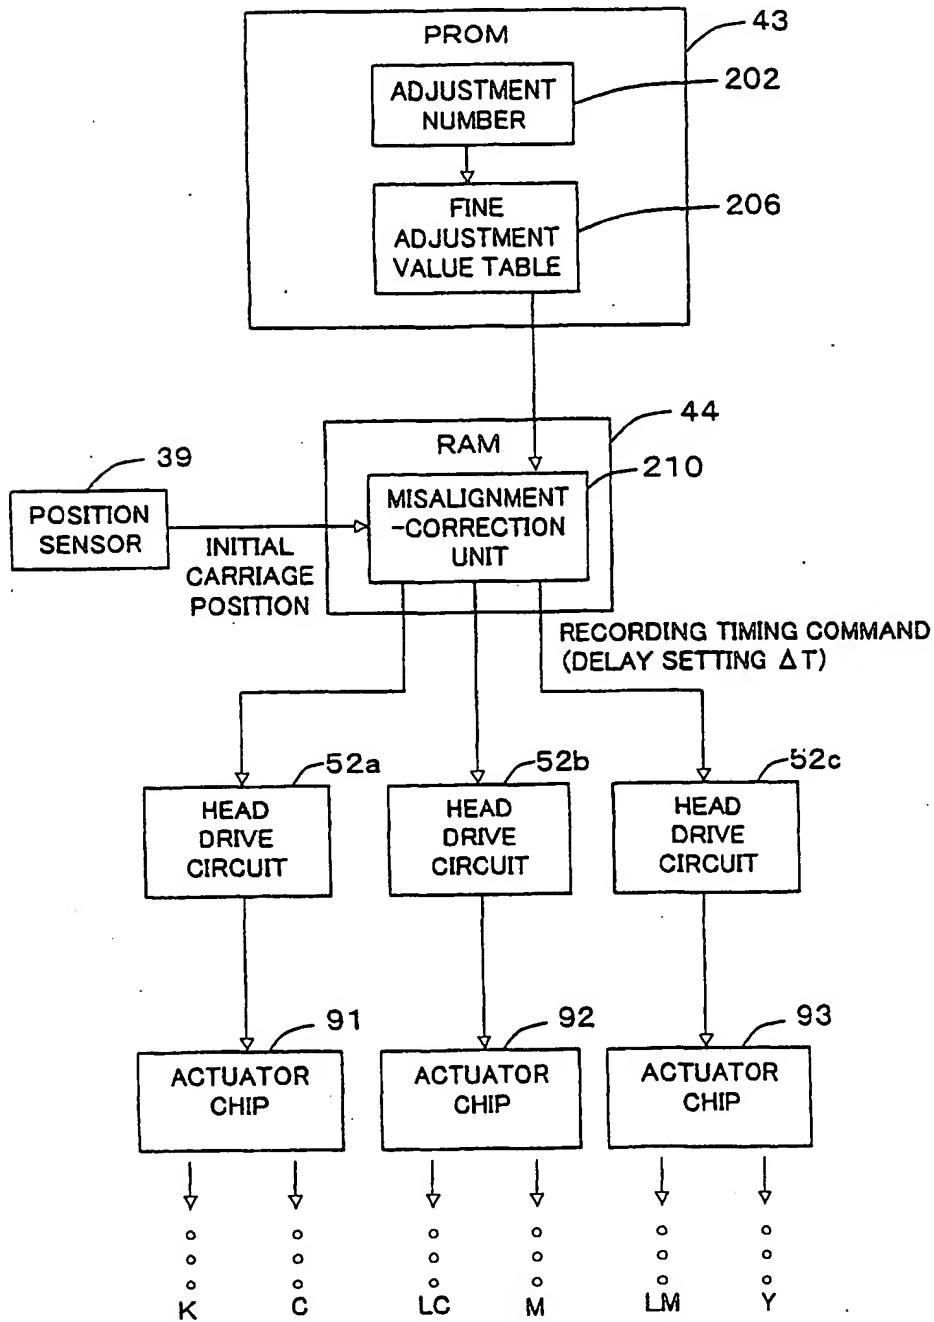 PROM
43
ADJUSTMENT
NUMBER
202
FINE
ADJUSTMENT
VALUE TABLE
206
RAM
44
39
POSITION
SENSOR
INITIAL
CARRIAGE
POSITION
MISALIGNMENT
-CORRECTION
UNIT
210
RECORDING TIMING COMMAND
(DELAY SETTING ΔT)
52a
52b
52c
HEAD
DRIVE
CIRCUIT
HEAD
DRIVE
CIRCUIT
HEAD
DRIVE
CIRCUIT
91
92
93
ACTUATOR
CHIP
ACTUATOR
CHIP
ACTUATOR
CHIP
K
C
LC
M
LM
Y